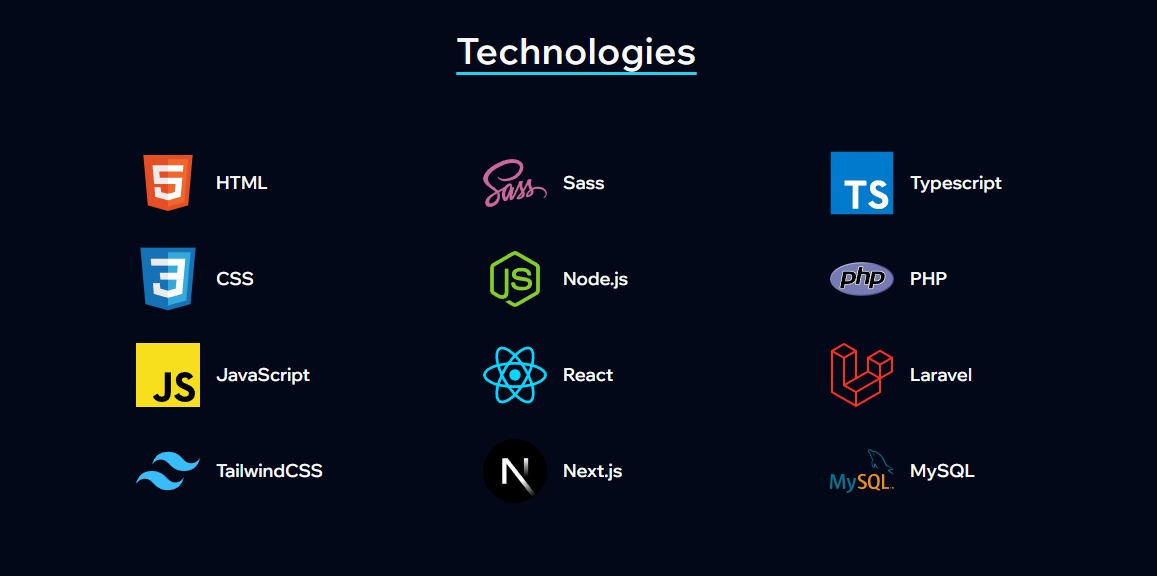 Technologies
5 HTML
Sass Sass
TS Typescript
3 CSS
JS Node.js
php PHP
JS JavaScript
React
Laravel
TailwindCSS
N Next.js
MySQL MySQL